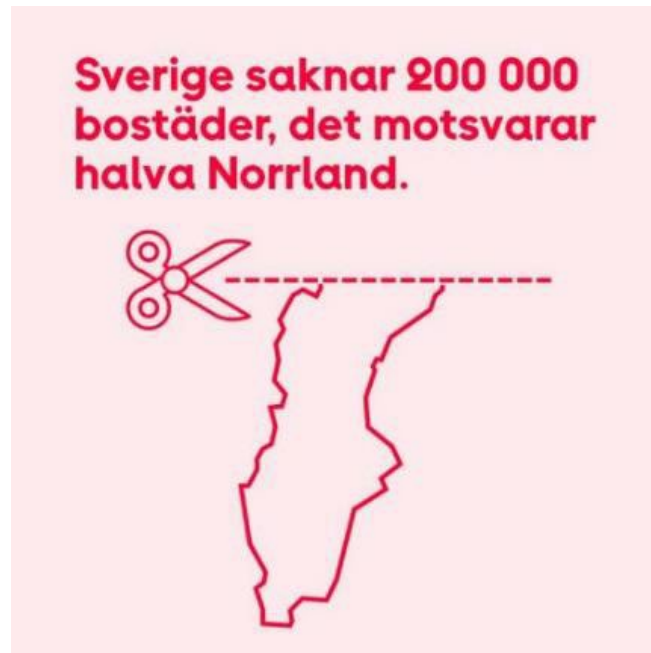 Sverige saknar 200 000
bostäder, det motsvarar
halva Norrland.